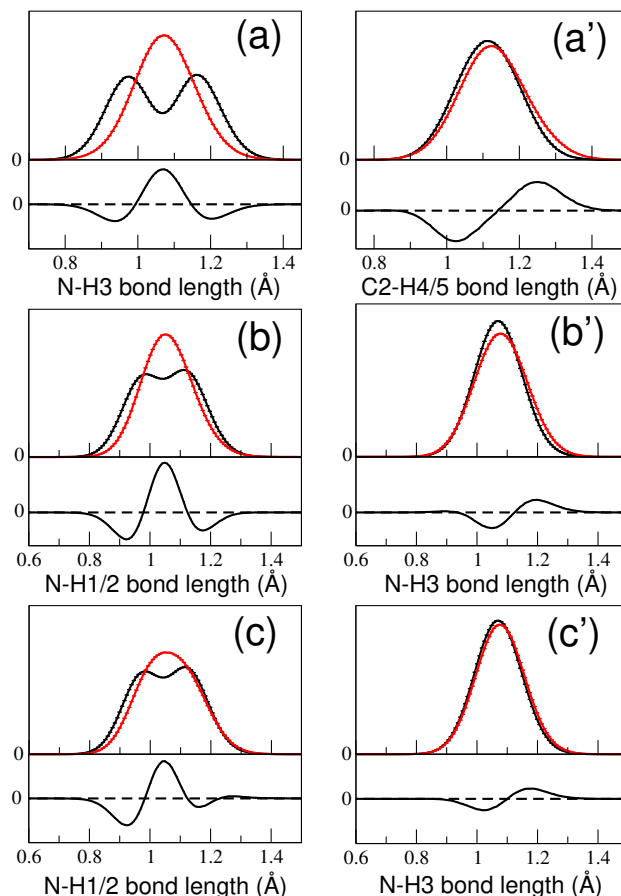 (a)
0
0
0.8 1 1.2 1.4
N-H3 bond length (Å)
(a')
0
0
0.8 1 1.2 1.4
C2-H4/5 bond length (Å)
(b)
0
0
0.6 0.8 1 1.2 1.4
N-H1/2 bond length (Å)
(b')
0
0
0.6 0.8 1 1.2 1.4
N-H3 bond length (Å)
(c)
0
0
0.6 0.8 1 1.2 1.4
N-H1/2 bond length (Å)
(c')
0
0
0.6 0.8 1 1.2 1.4
N-H3 bond length (Å)